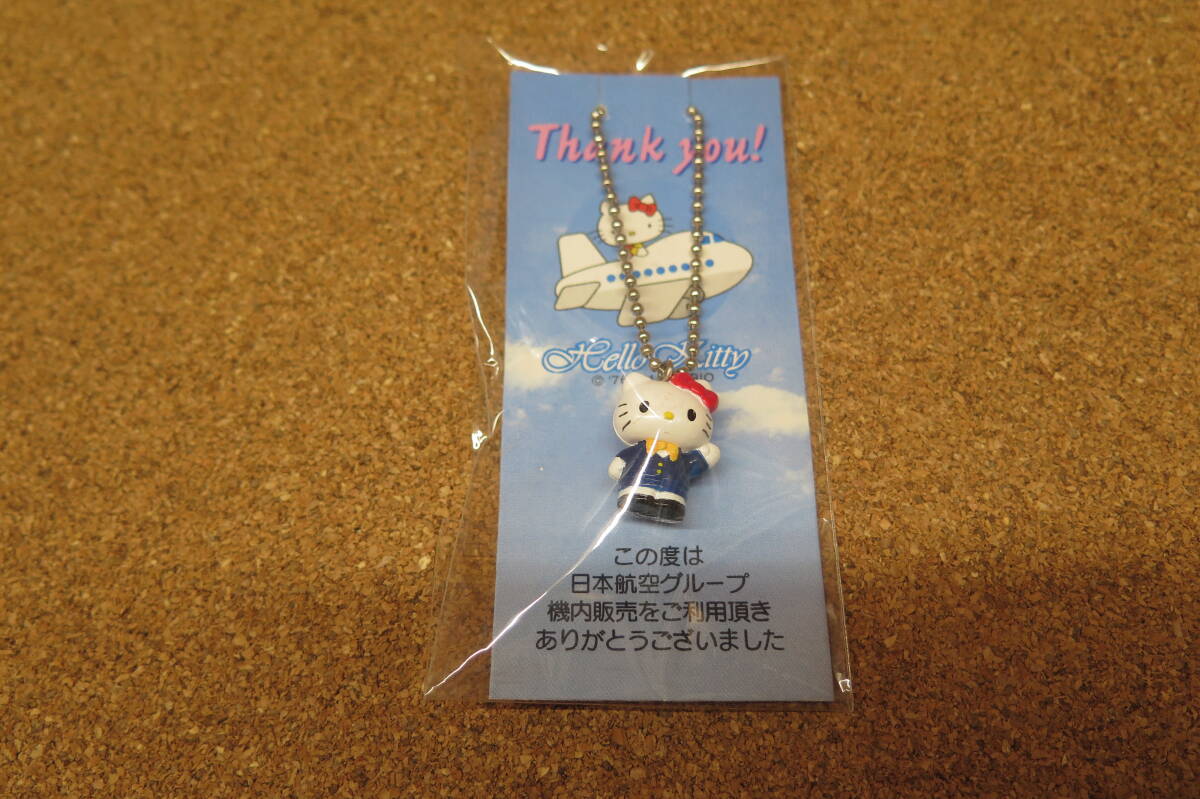 Thank you!
Hello Kitty
© '76
この度は
日本航空グループ
機内販売をご利用頂き
ありがとうございました